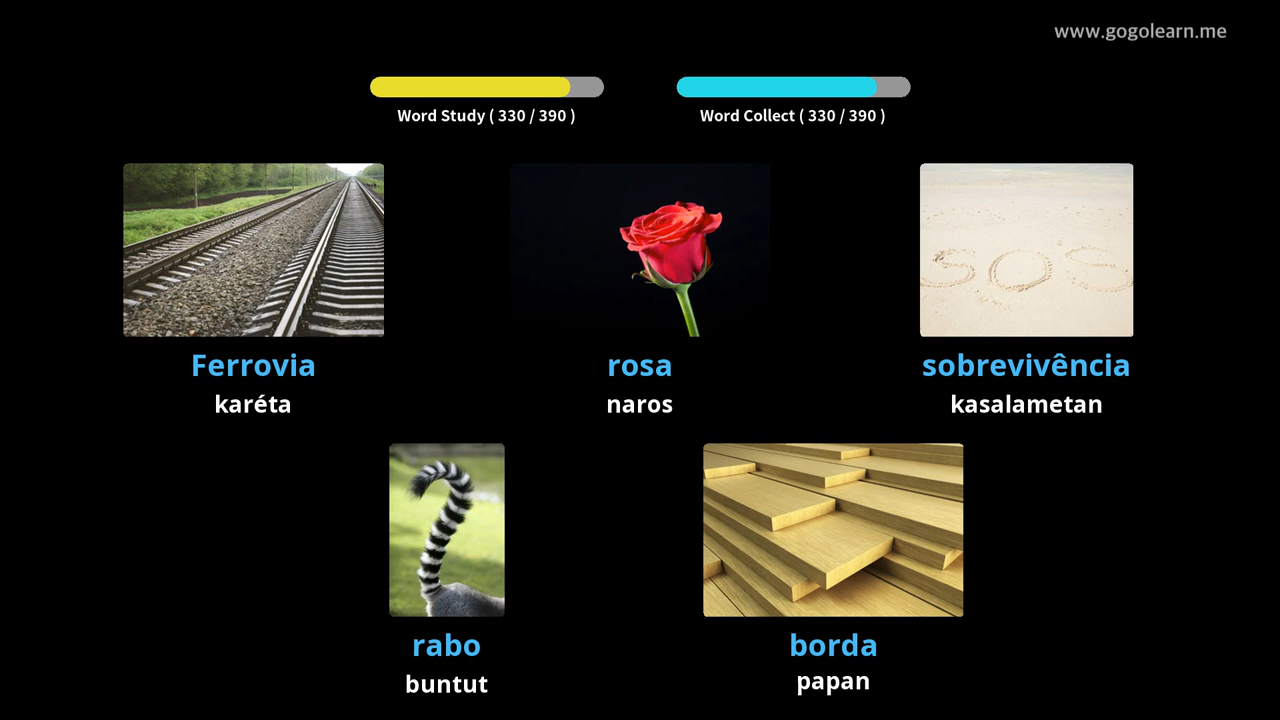 www.gogolearn.me
Word Study ( 330 / 390 )
Word Collect ( 330 / 390 )
SOS
Ferrovia
karéta
rosa
naros
sobrevivência
kasalametan
rabo
buntut
borda
papan